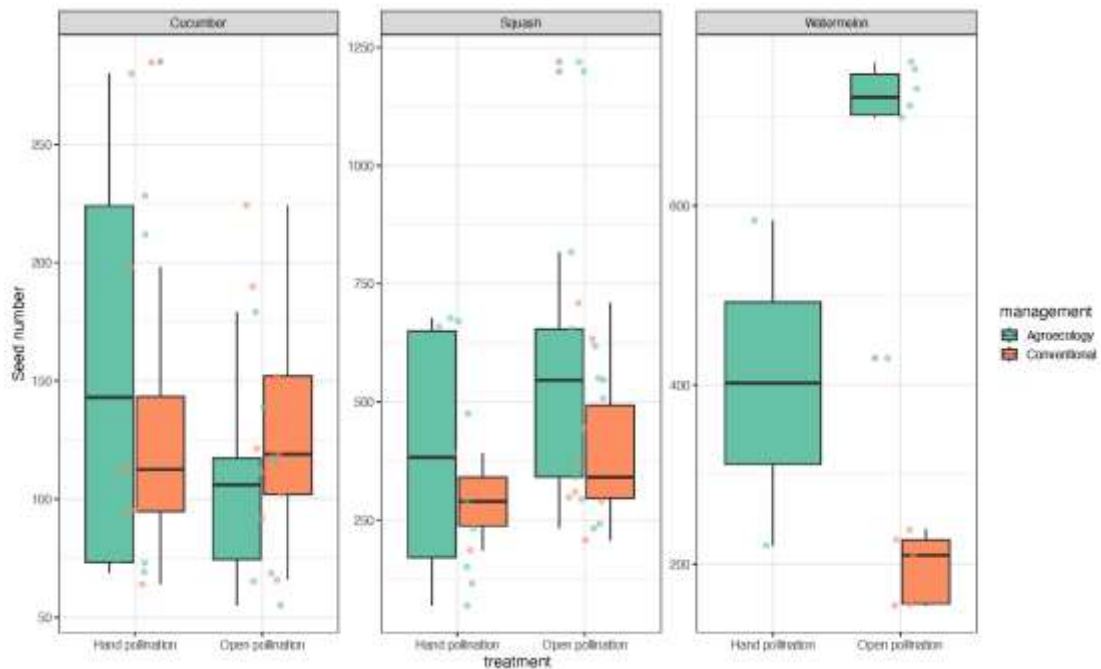 Cucumber
Squash
Watermelon
Seed number
250
200
150
100
50
1250
1000
750
500
250
600
400
200
Hand pollination
Open pollination
Hand pollination
Open pollination
Hand pollination
Open pollination
treatment
management
Agroecology
Conventional